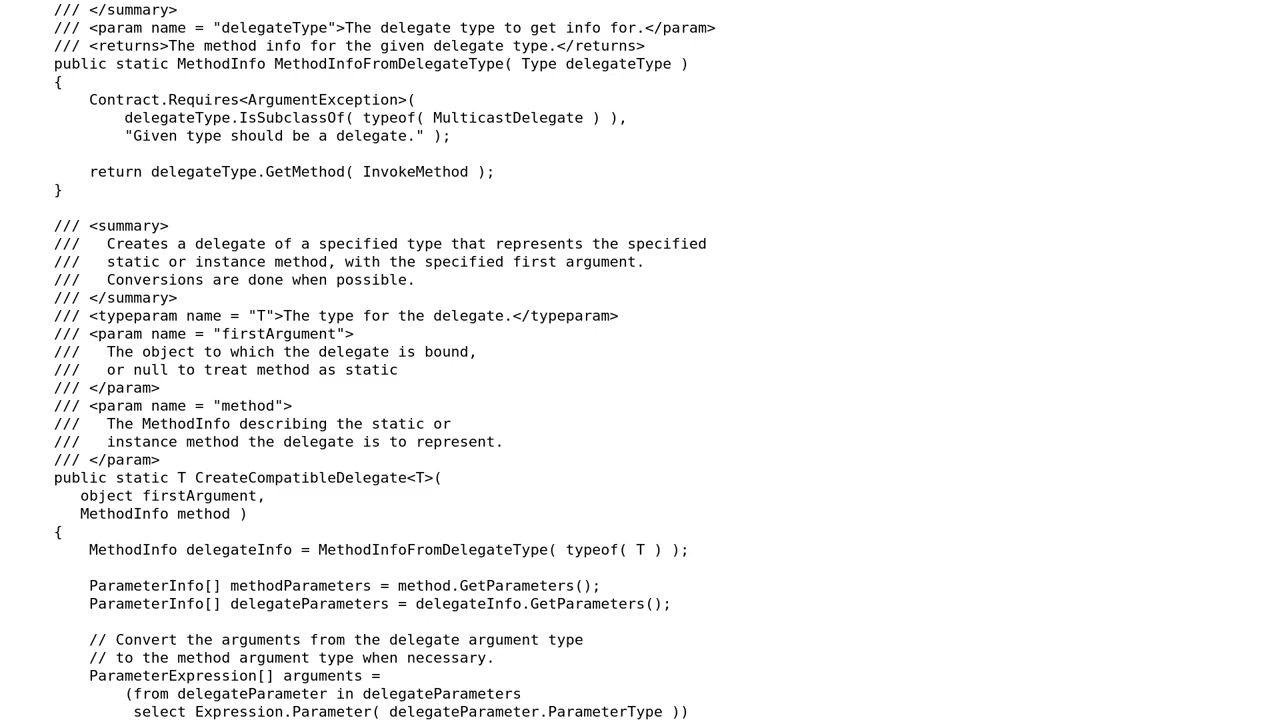 /// </summary>
/// <param name = "delegateType">The delegate type to get info for.</param>
/// <returns>The method info for the given delegate type.</returns>
public static MethodInfo MethodInfoFromDelegateType( Type delegateType )
{
    Contract.Requires<ArgumentException>(
        delegateType.IsSubclassOf( typeof( MulticastDelegate ) ),
        "Given type should be a delegate." );

    return delegateType.GetMethod( InvokeMethod );
}

/// <summary>
///   Creates a delegate of a specified type that represents the specified
///   static or instance method, with the specified first argument.
///   Conversions are done when possible.
/// </summary>
/// <typeparam name = "T">The type for the delegate.</typeparam>
/// <param name = "firstArgument">
///   The object to which the delegate is bound,
///   or null to treat method as static
/// </param>
/// <param name = "method">
///   The MethodInfo describing the static or
///   instance method the delegate is to represent.
/// </param>
public static T CreateCompatibleDelegate<T>(
   object firstArgument,
   MethodInfo method )
{
    MethodInfo delegateInfo = MethodInfoFromDelegateType( typeof( T ) );

    ParameterInfo[] methodParameters = method.GetParameters();
    ParameterInfo[] delegateParameters = delegateInfo.GetParameters();

    // Convert the arguments from the delegate argument type
    // to the method argument type when necessary.
    ParameterExpression[] arguments =
        (from delegateParameter in delegateParameters
         select Expression.Parameter( delegateParameter.ParameterType ))